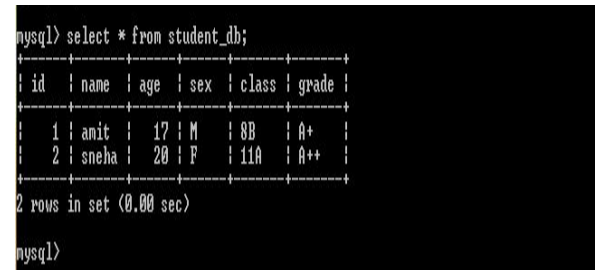 mysql> select * from student_db;
+------+-------+------+------+-------+-------+
| id   | name  | age  | sex  | class | grade |
+------+-------+------+------+-------+-------+
|    1 | amit  |   17 | M    | 8B    | A+    |
|    2 | sneha |   20 | F    | 11A   | A++   |
+------+-------+------+------+-------+-------+
2 rows in set (0.00 sec)
mysql>